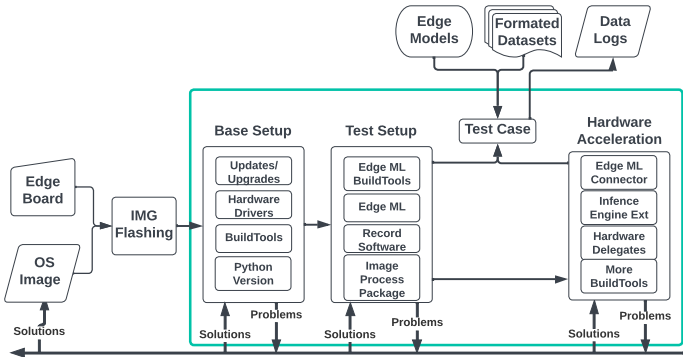 Edge
Models
Formated
Datasets
Data
Logs
Base Setup
Test Setup
Test Case
Hardware
Acceleration
Edge
Board
OS
Image
IMG
Flashing
Updates/
Upgrades
Hardware
Drivers
BuildTools
Python
Version
Edge ML
BuildTools
Edge ML
Record
Software
Image
Process
Package
Edge ML
Connector
Infence
Engine Ext
Hardware
Delegates
More
BuildTools
Solutions
Solutions
Problems
Solutions
Problems
Solutions
Problems